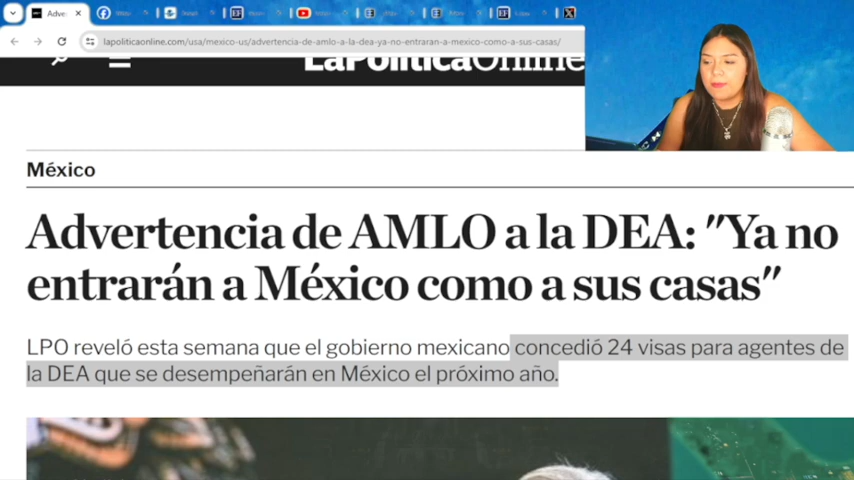 Adve
lapoliticaonline.com/usa/mexico-us/advertencia-de-amlo-a-la-dea-ya-no-entraran-a-mexico-como-a-sus-casas/
LaPolíticaOnline
México
Advertencia de AMLO a la DEA: "Ya no
entrarán a México como a sus casas"
LPO reveló esta semana que el gobierno mexicano concedió 24 visas para agentes de
la DEA que se desempeñarán en México el próximo año.